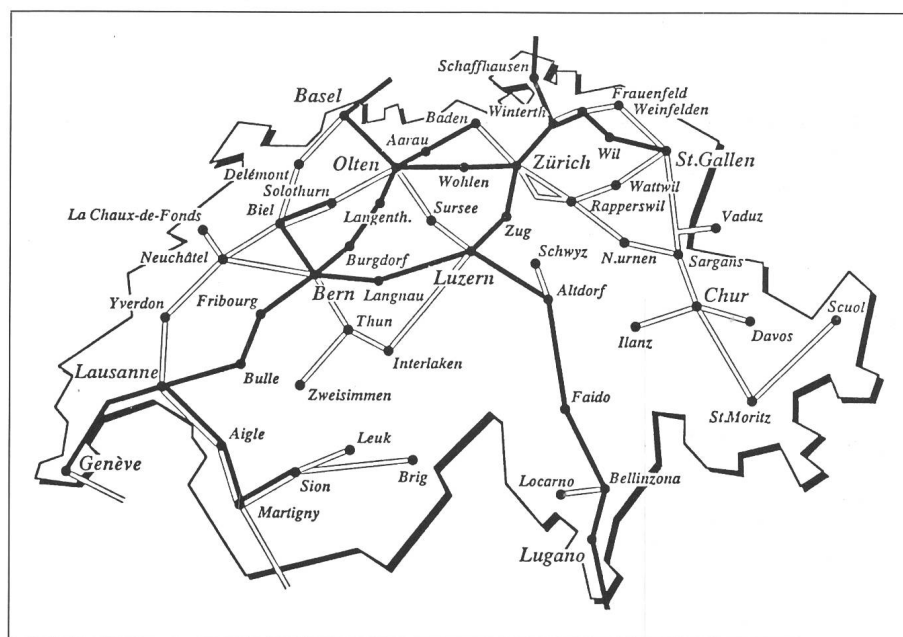 Schaffhausen
Basel
Frauenfeld
Weinfelden
Winterth.
Baden
Aarau
Olten
Zürich
Wil
St.Gallen
Delémont
Solothurn
Wohlen
Wattwil
Rapperswil
La Chaux-de-Fonds
Biel
Langenth.
Sursee
Zug
Vaduz
Neuchâtel
Burgdorf
Schwyz
N.urnen
Sargans
Luzern
Yverdon
Fribourg
Bern
Langnau
Altdorf
Chur
Scuol
Thun
Ilanz
Davos
Lausanne
Bulle
Interlaken
Zweisimmen
St.Moritz
Faido
Aigle
Leuk
Genève
Sion
Brig
Locarno
Bellinzona
Martigny
Lugano